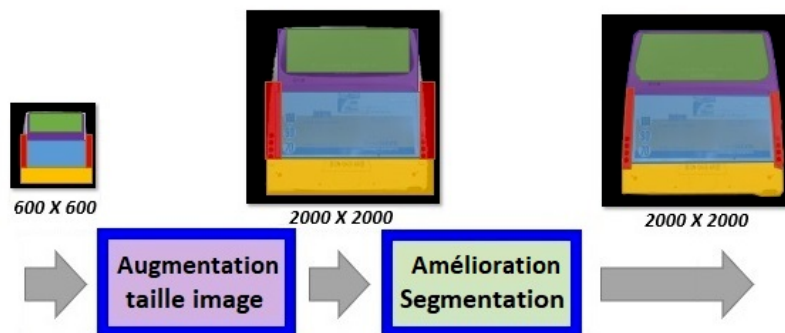 600 X 600
2000 X 2000
2000 X 2000
Augmentation
taille image
Amélioration
Segmentation